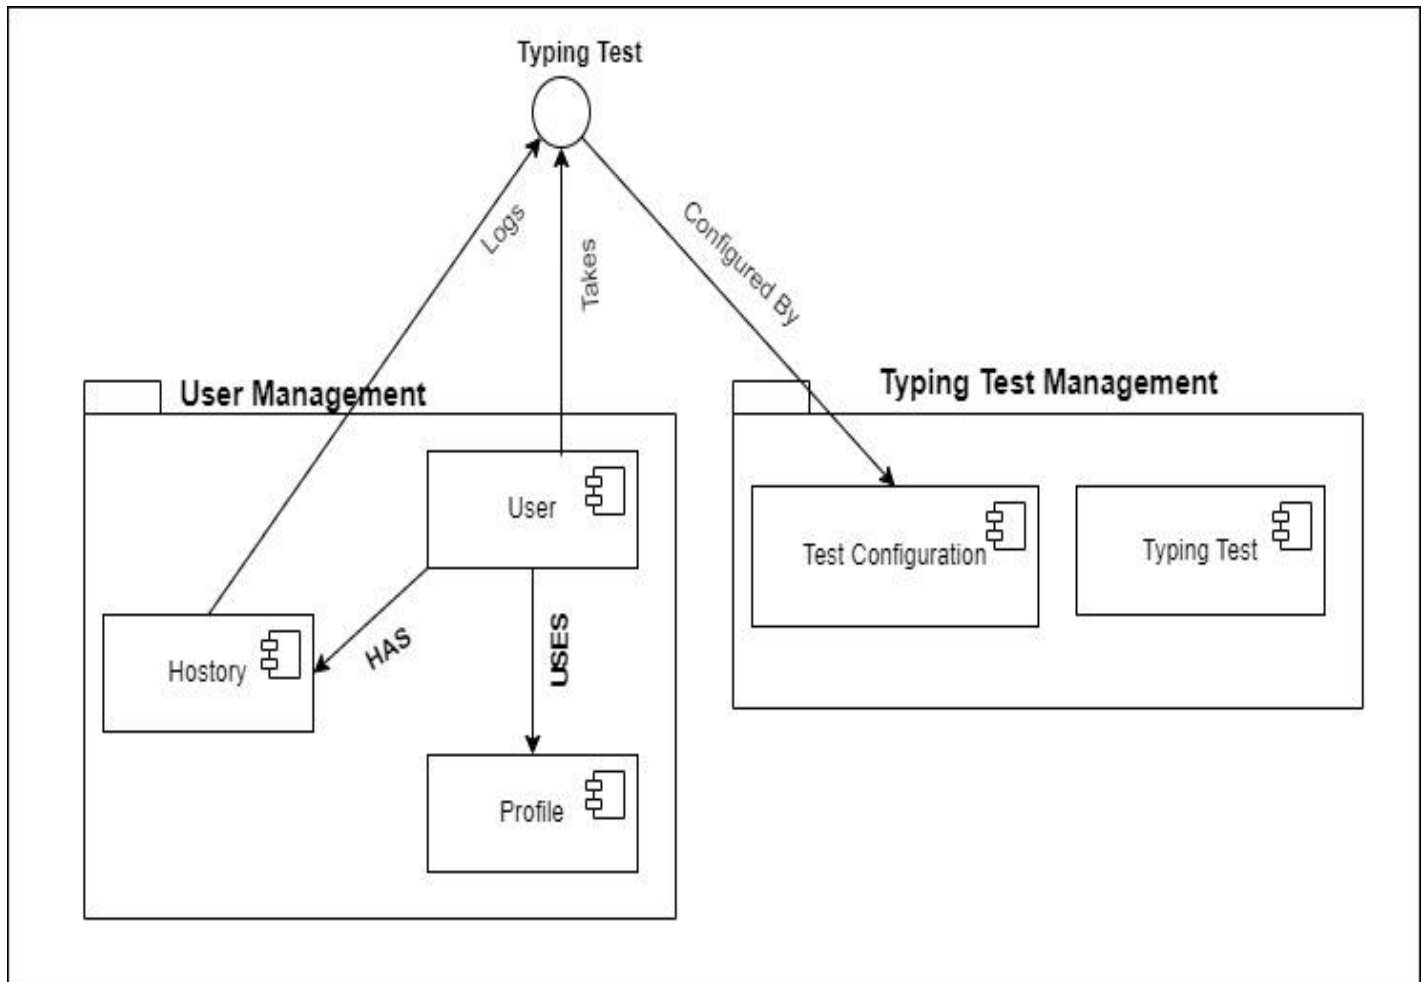 Typing Test
Logs
Takes
Configured By
User Management
Typing Test Management
User
Test Configuration
Typing Test
HAS
USES
Hostory
Profile